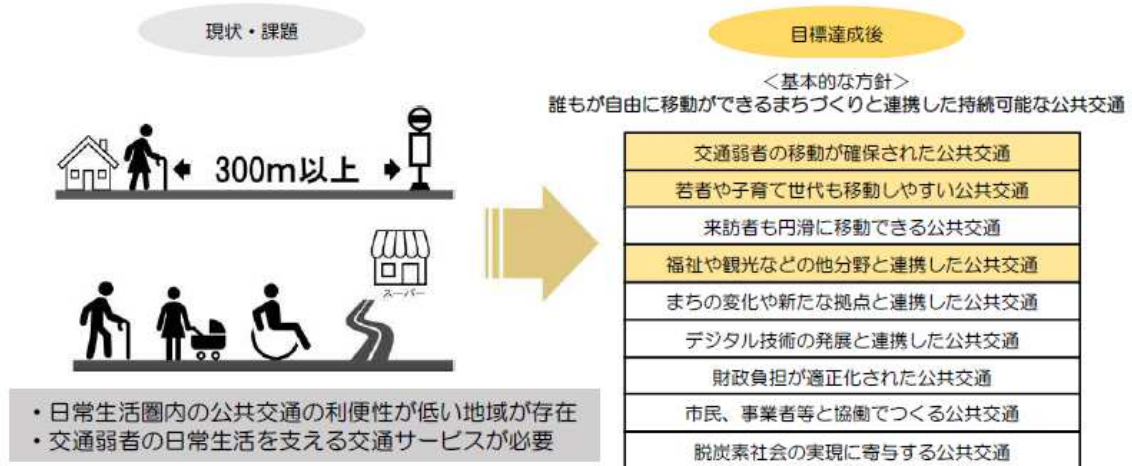 現状・課題
300m以上
スーパー
・日常生活圏内の公共交通の利便性が低い地域が存在
・交通弱者の日常生活を支える交通サービスが必要
目標達成後
＜基本的な方針＞
誰もが自由に移動ができるまちづくりと連携した持続可能な公共交通
交通弱者の移動が確保された公共交通
若者や子育て世代も移動しやすい公共交通
来訪者も円滑に移動できる公共交通
福祉や観光などの他分野と連携した公共交通
まちの変化や新たな拠点と連携した公共交通
デジタル技術の発展と連携した公共交通
財政負担が適正化された公共交通
市民、事業者等と協働でつくる公共交通
脱炭素社会の実現に寄与する公共交通